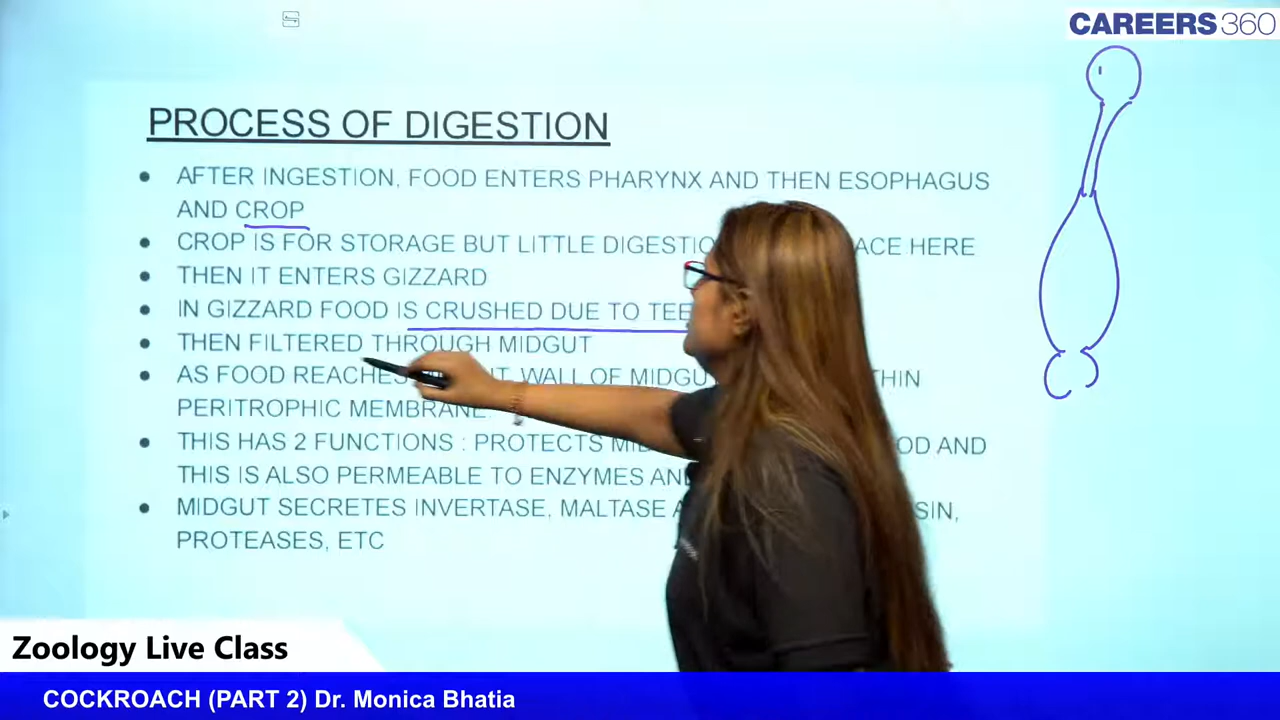 CAREERS360
PROCESS OF DIGESTION
AFTER INGESTION, FOOD ENTERS PHARYNX AND THEN ESOPHAGUS
AND CROP
CROP IS FOR STORAGE BUT LITTLE DIGESTIO ACE HERE
THEN IT ENTERS GIZZARD
IN GIZZARD FOOD IS CRUSHED DUE TO TEE
THEN FILTERED THROUGH MIDGUT
AS FOOD REACHES WALL OF MIDGU THIN
PERITROPHIC MEMBRANE.
THIS HAS 2 FUNCTIONS : PROTECTS MID OD AND
THIS IS ALSO PERMEABLE TO ENZYMES AND
MIDGUT SECRETES INVERTASE, MALTASE SIN,
PROTEASES, ETC
Zoology Live Class
COCKROACH (PART 2) Dr. Monica Bhatia